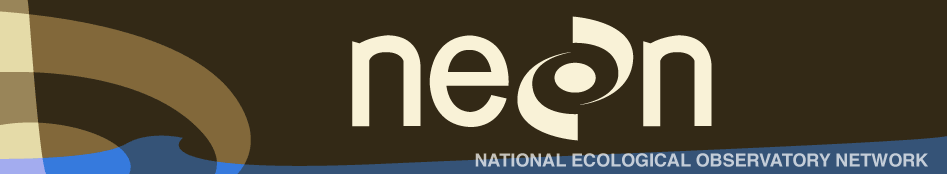 neon
NATIONAL ECOLOGICAL OBSERVATORY NETWORK